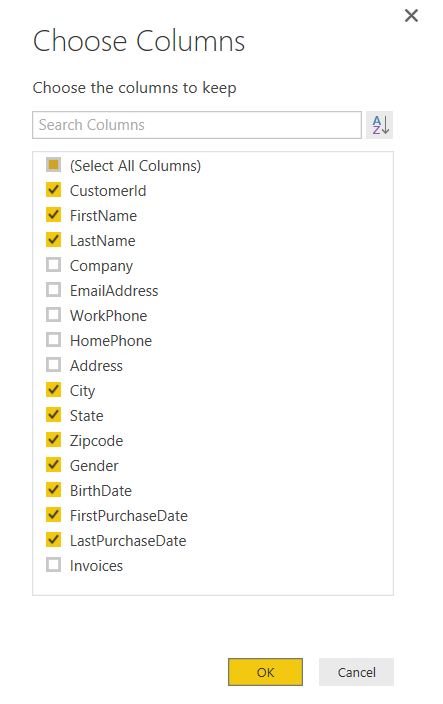 Choose Columns
Choose the columns to keep
Search Columns
A
Z
(Select All Columns)
CustomerId
FirstName
LastName
Company
EmailAddress
WorkPhone
HomePhone
Address
City
State
Zipcode
Gender
BirthDate
FirstPurchaseDate
LastPurchaseDate
Invoices
OK Cancel